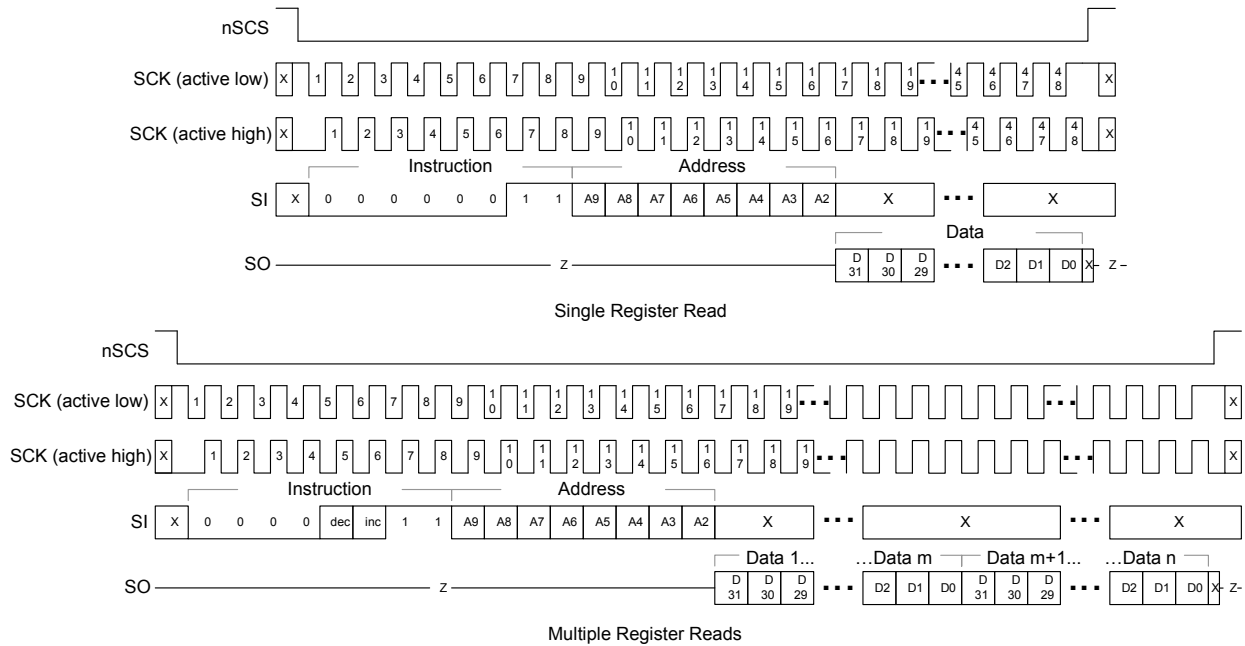 nSCS
SCK (active low) X 1 2 3 4 5 6 7 8 9 10 11 12 13 14 15 16 17 18 19 ... 45 46 47 48 X
SCK (active high) X 1 2 3 4 5 6 7 8 9 10 11 12 13 14 15 16 17 18 19 ... 45 46 47 48 X
Instruction Address
SI X 0 0 0 0 0 0 1 1 A9 A8 A7 A6 A5 A4 A3 A2 X ... X
Data
SO Z D31 D30 D29 ... D2 D1 D0 X Z
Single Register Read
nSCS
SCK (active low) X 1 2 3 4 5 6 7 8 9 10 11 12 13 14 15 16 17 18 19 ... ... X
SCK (active high) X 1 2 3 4 5 6 7 8 9 10 11 12 13 14 15 16 17 18 19 ... ... X
Instruction Address
SI X 0 0 0 0 dec inc 1 1 A9 A8 A7 A6 A5 A4 A3 A2 X ... X ... X
Data 1... ...Data m Data m+1... ...Data n
SO Z D31 D30 D29 ... D2 D1 D0 D31 D30 D29 ... D2 D1 D0 X Z
Multiple Register Reads